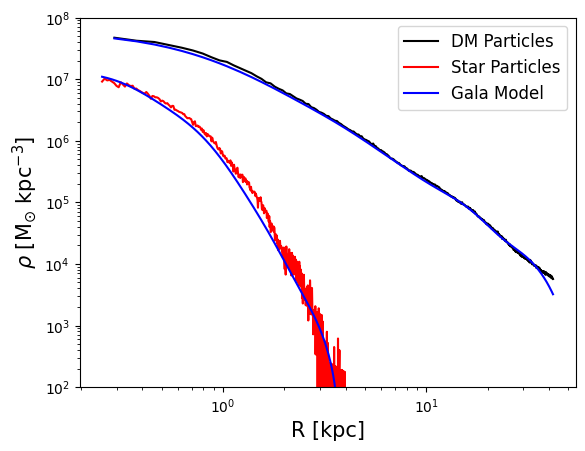 DM Particles
Star Particles
Gala Model
10⁸
10⁷
10⁶
10⁵
10⁴
10³
10²
ρ [M⊙ kpc⁻³]
10⁰
10¹
R [kpc]